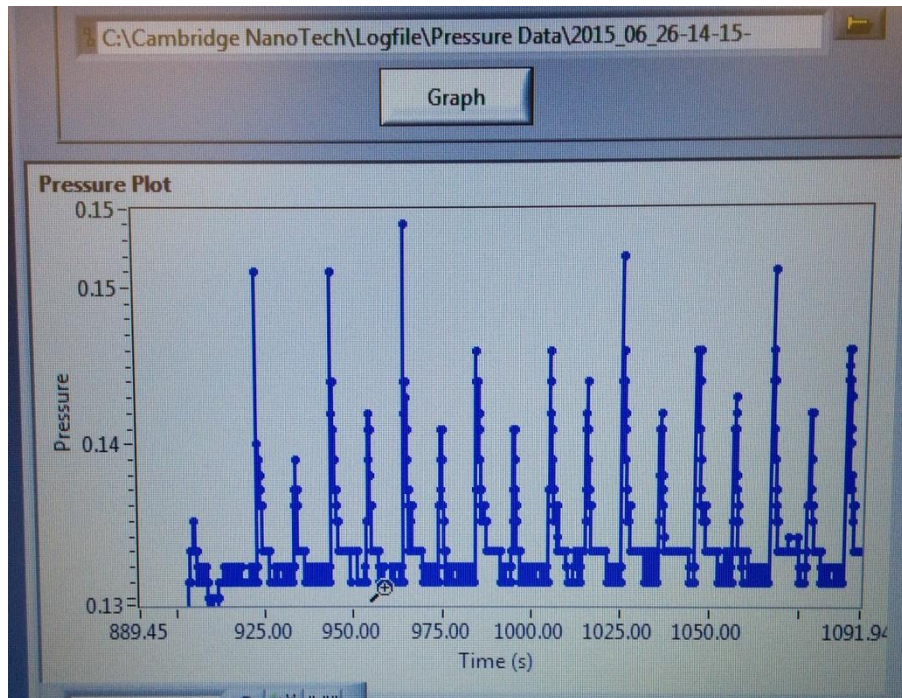 C:\Cambridge NanoTech\Logfile\Pressure Data\2015_06_26-14-15-
Graph
Pressure Plot
0.15
0.15
0.14
0.13
Pressure
889.45 925.00 950.00 975.00 1000.00 1025.00 1050.00 1091.94
Time (s)